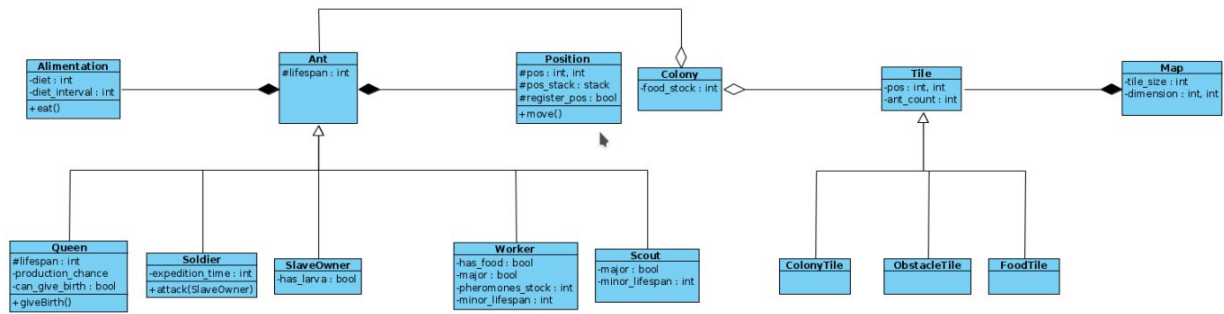 Alimentation
-diet : int
-diet_interval : int
+eat()
Ant
#lifespan : int
Position
#pos : int, int
#pos_stack : stack
#register_pos : bool
+move()
Colony
-food_stock : int
Tile
-pos : int, int
-ant_count : int
Map
-tile_size : int
-dimension : int, int
Queen
#lifespan : int
-production_chance
-can_give_birth : bool
+giveBirth()
Soldier
-expedition_time : int
+attack(SlaveOwner)
SlaveOwner
-has_larva : bool
Worker
-has_food : bool
-major : bool
-pheromones_stock : int
-minor_lifespan : int
Scout
-major : bool
-minor_lifespan : int
ColonyTile
ObstacleTile
FoodTile